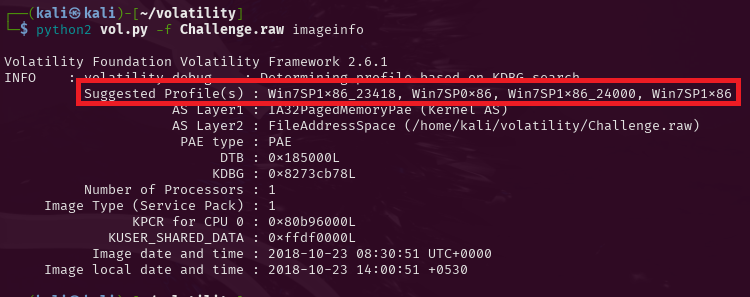 ┌──(kali㉿kali)-[~/volatility]
└─$ python2 vol.py -f Challenge.raw imageinfo
Volatility Foundation Volatility Framework 2.6.1
INFO    : volatility.debug    : Determining profile based on KDBG search...
Suggested Profile(s) : Win7SP1x86_23418, Win7SP0x86, Win7SP1x86_24000, Win7SP1x86
AS Layer1 : IA32PagedMemoryPae (Kernel AS)
AS Layer2 : FileAddressSpace (/home/kali/volatility/Challenge.raw)
PAE type : PAE
DTB : 0x185000L
KDBG : 0x8273cb78L
Number of Processors : 1
Image Type (Service Pack) : 1
KPCR for CPU 0 : 0x80b96000L
KUSER_SHARED_DATA : 0xffdf0000L
Image date and time : 2018-10-23 08:30:51 UTC+0000
Image local date and time : 2018-10-23 14:00:51 +0530